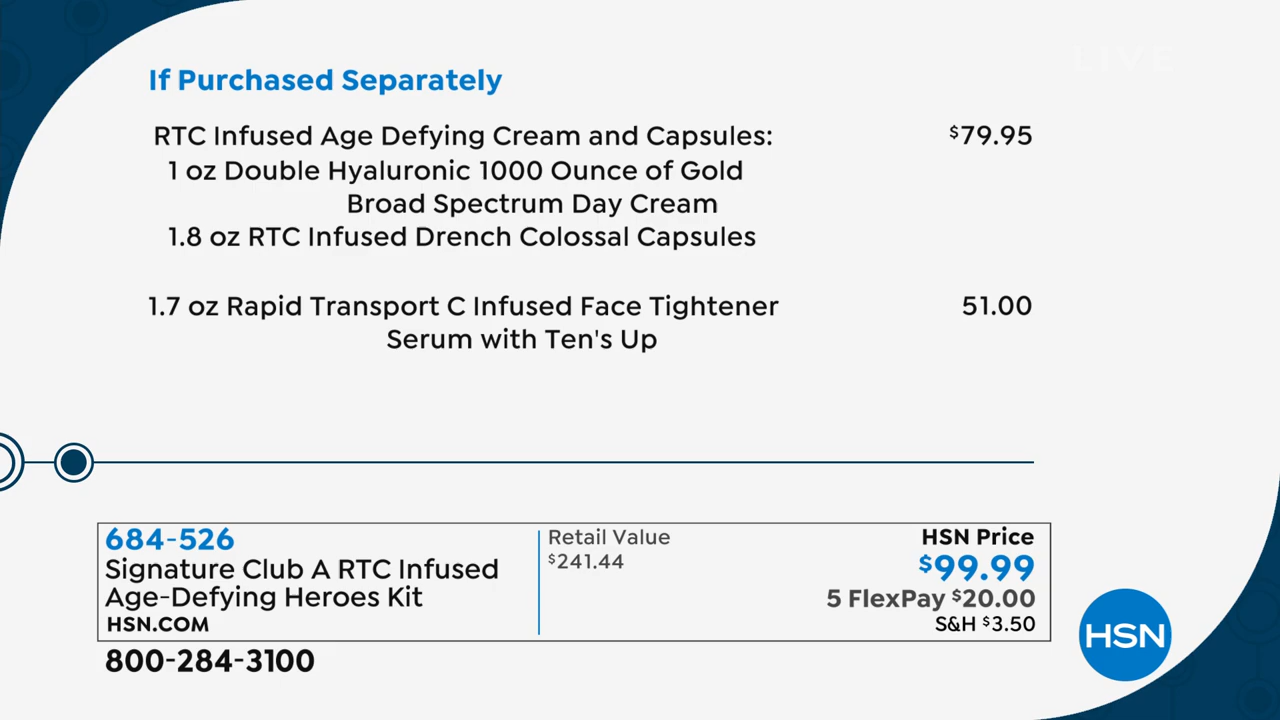 LIVE
If Purchased Separately
RTC Infused Age Defying Cream and Capsules: $79.95
1 oz Double Hyaluronic 1000 Ounce of Gold
Broad Spectrum Day Cream
1.8 oz RTC Infused Drench Colossal Capsules
1.7 oz Rapid Transport C Infused Face Tightener 51.00
Serum with Ten's Up
684-526
Signature Club A RTC Infused
Age-Defying Heroes Kit
HSN.COM
Retail Value
$241.44
HSN Price
$99.99
5 FlexPay $20.00
S&H $3.50
800-284-3100
HSN